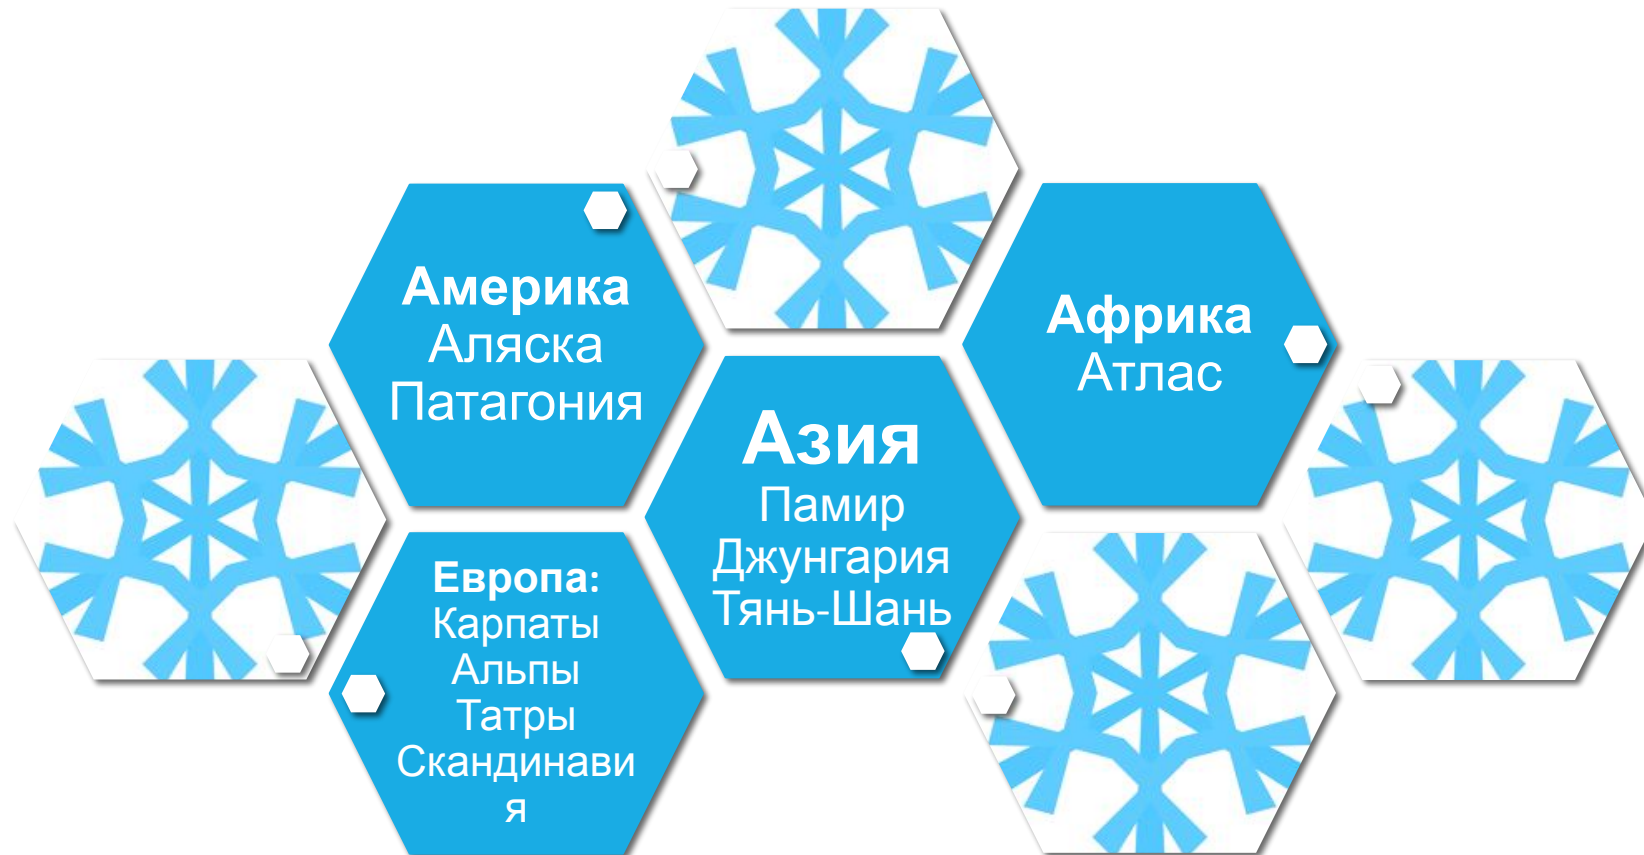 Америка
Аляска
Патагония
Африка
Атлас
Азия
Памир
Джунгария
Тянь-Шань
Европа:
Карпаты
Альпы
Татры
Скандинави
я